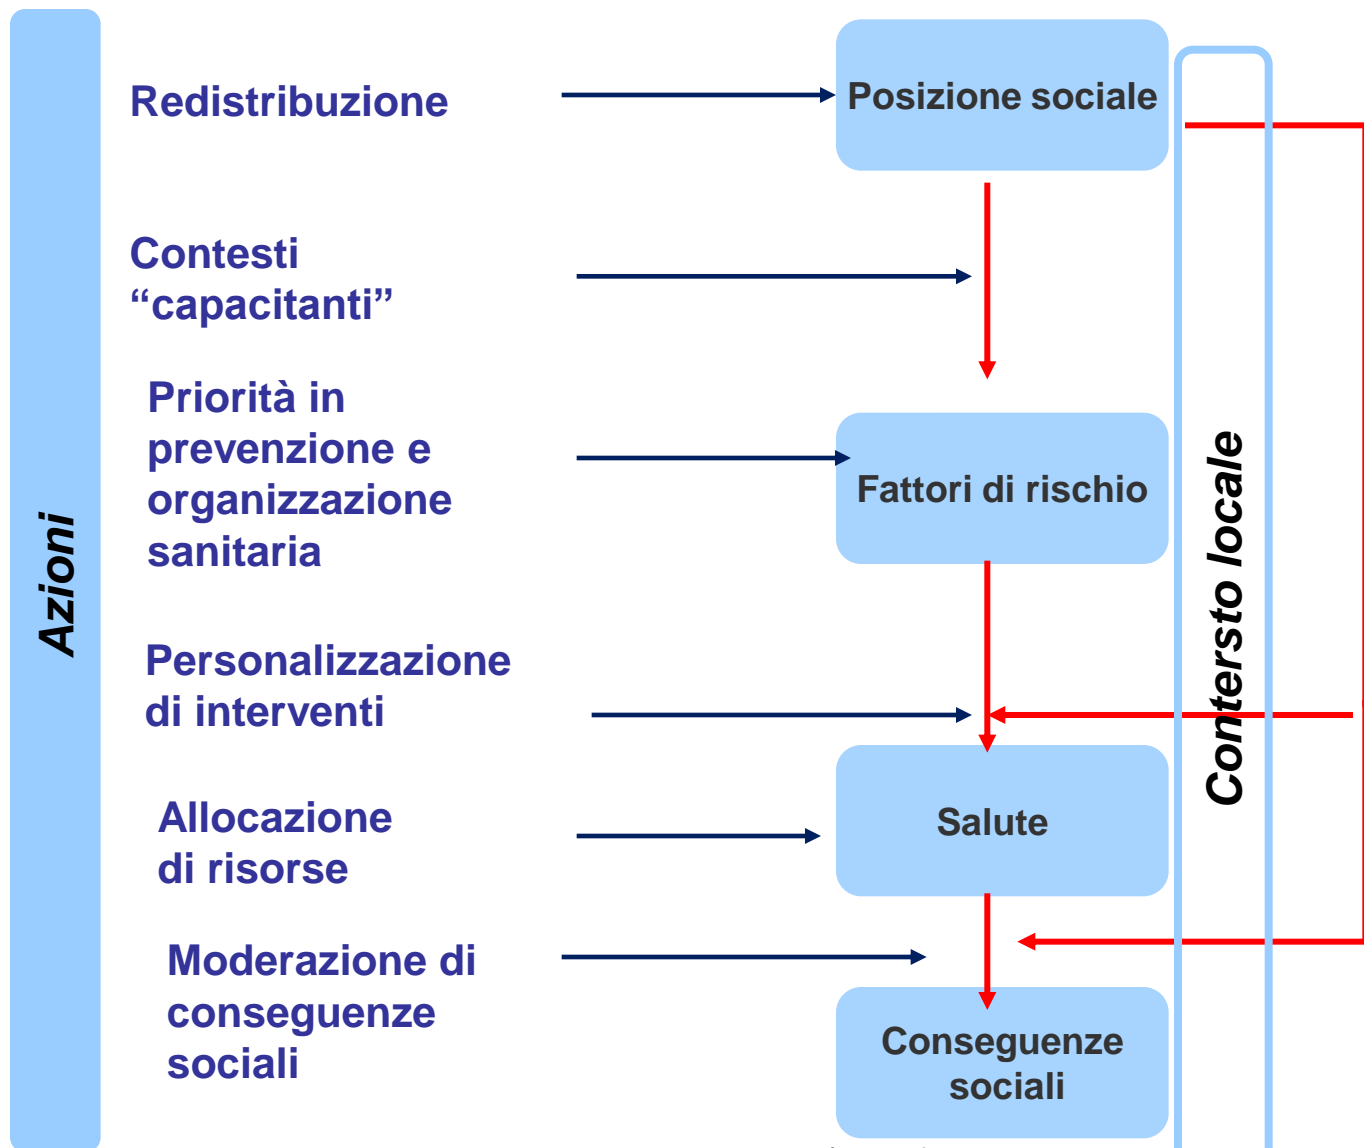 Azioni
Redistribuzione
Posizione sociale
Contesti
“capacitanti”
Priorità in
prevenzione e
organizzazione
sanitaria
Fattori di rischio
Contersto locale
Personalizzazione
di interventi
Allocazione
di risorse
Salute
Moderazione di
conseguenze
sociali
Conseguenze
sociali